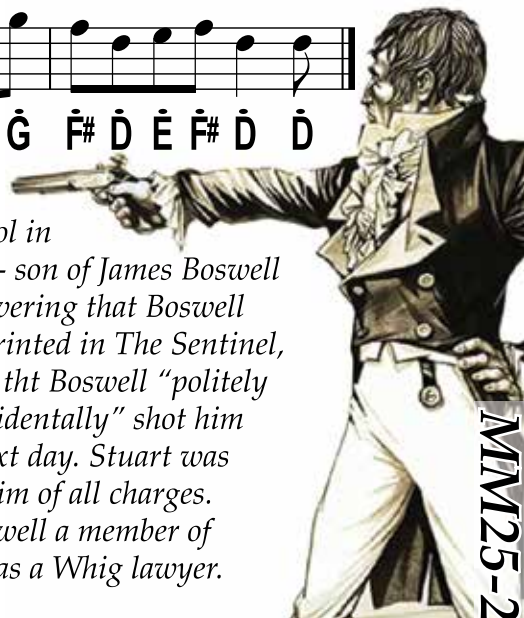 G F# D E F# D D
ol in
- son of James Boswell
vering that Boswell
rinted in The Sentinel,
tht Boswell “politely
identally” shot him
xt day. Stuart was
im of all charges.
well a member of
as a Whig lawyer.
MM25-2